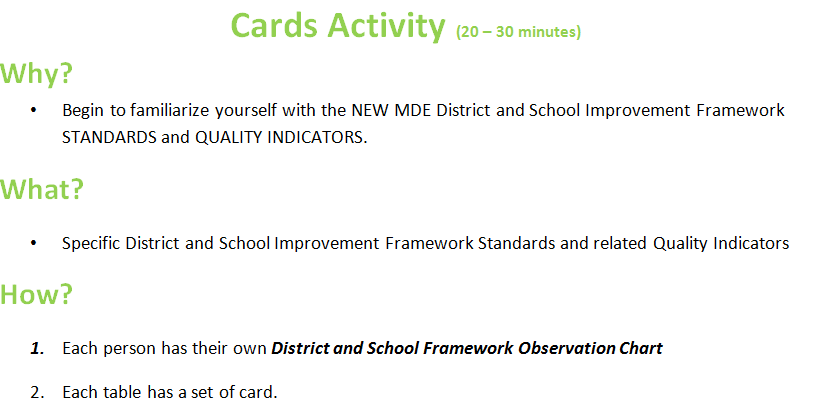 Cards Activity (20 – 30 minutes)
Why?
• Begin to familiarize yourself with the NEW MDE District and School Improvement Framework
STANDARDS and QUALITY INDICATORS.
What?
• Specific District and School Improvement Framework Standards and related Quality Indicators
How?
1. Each person has their own District and School Framework Observation Chart
2. Each table has a set of card.